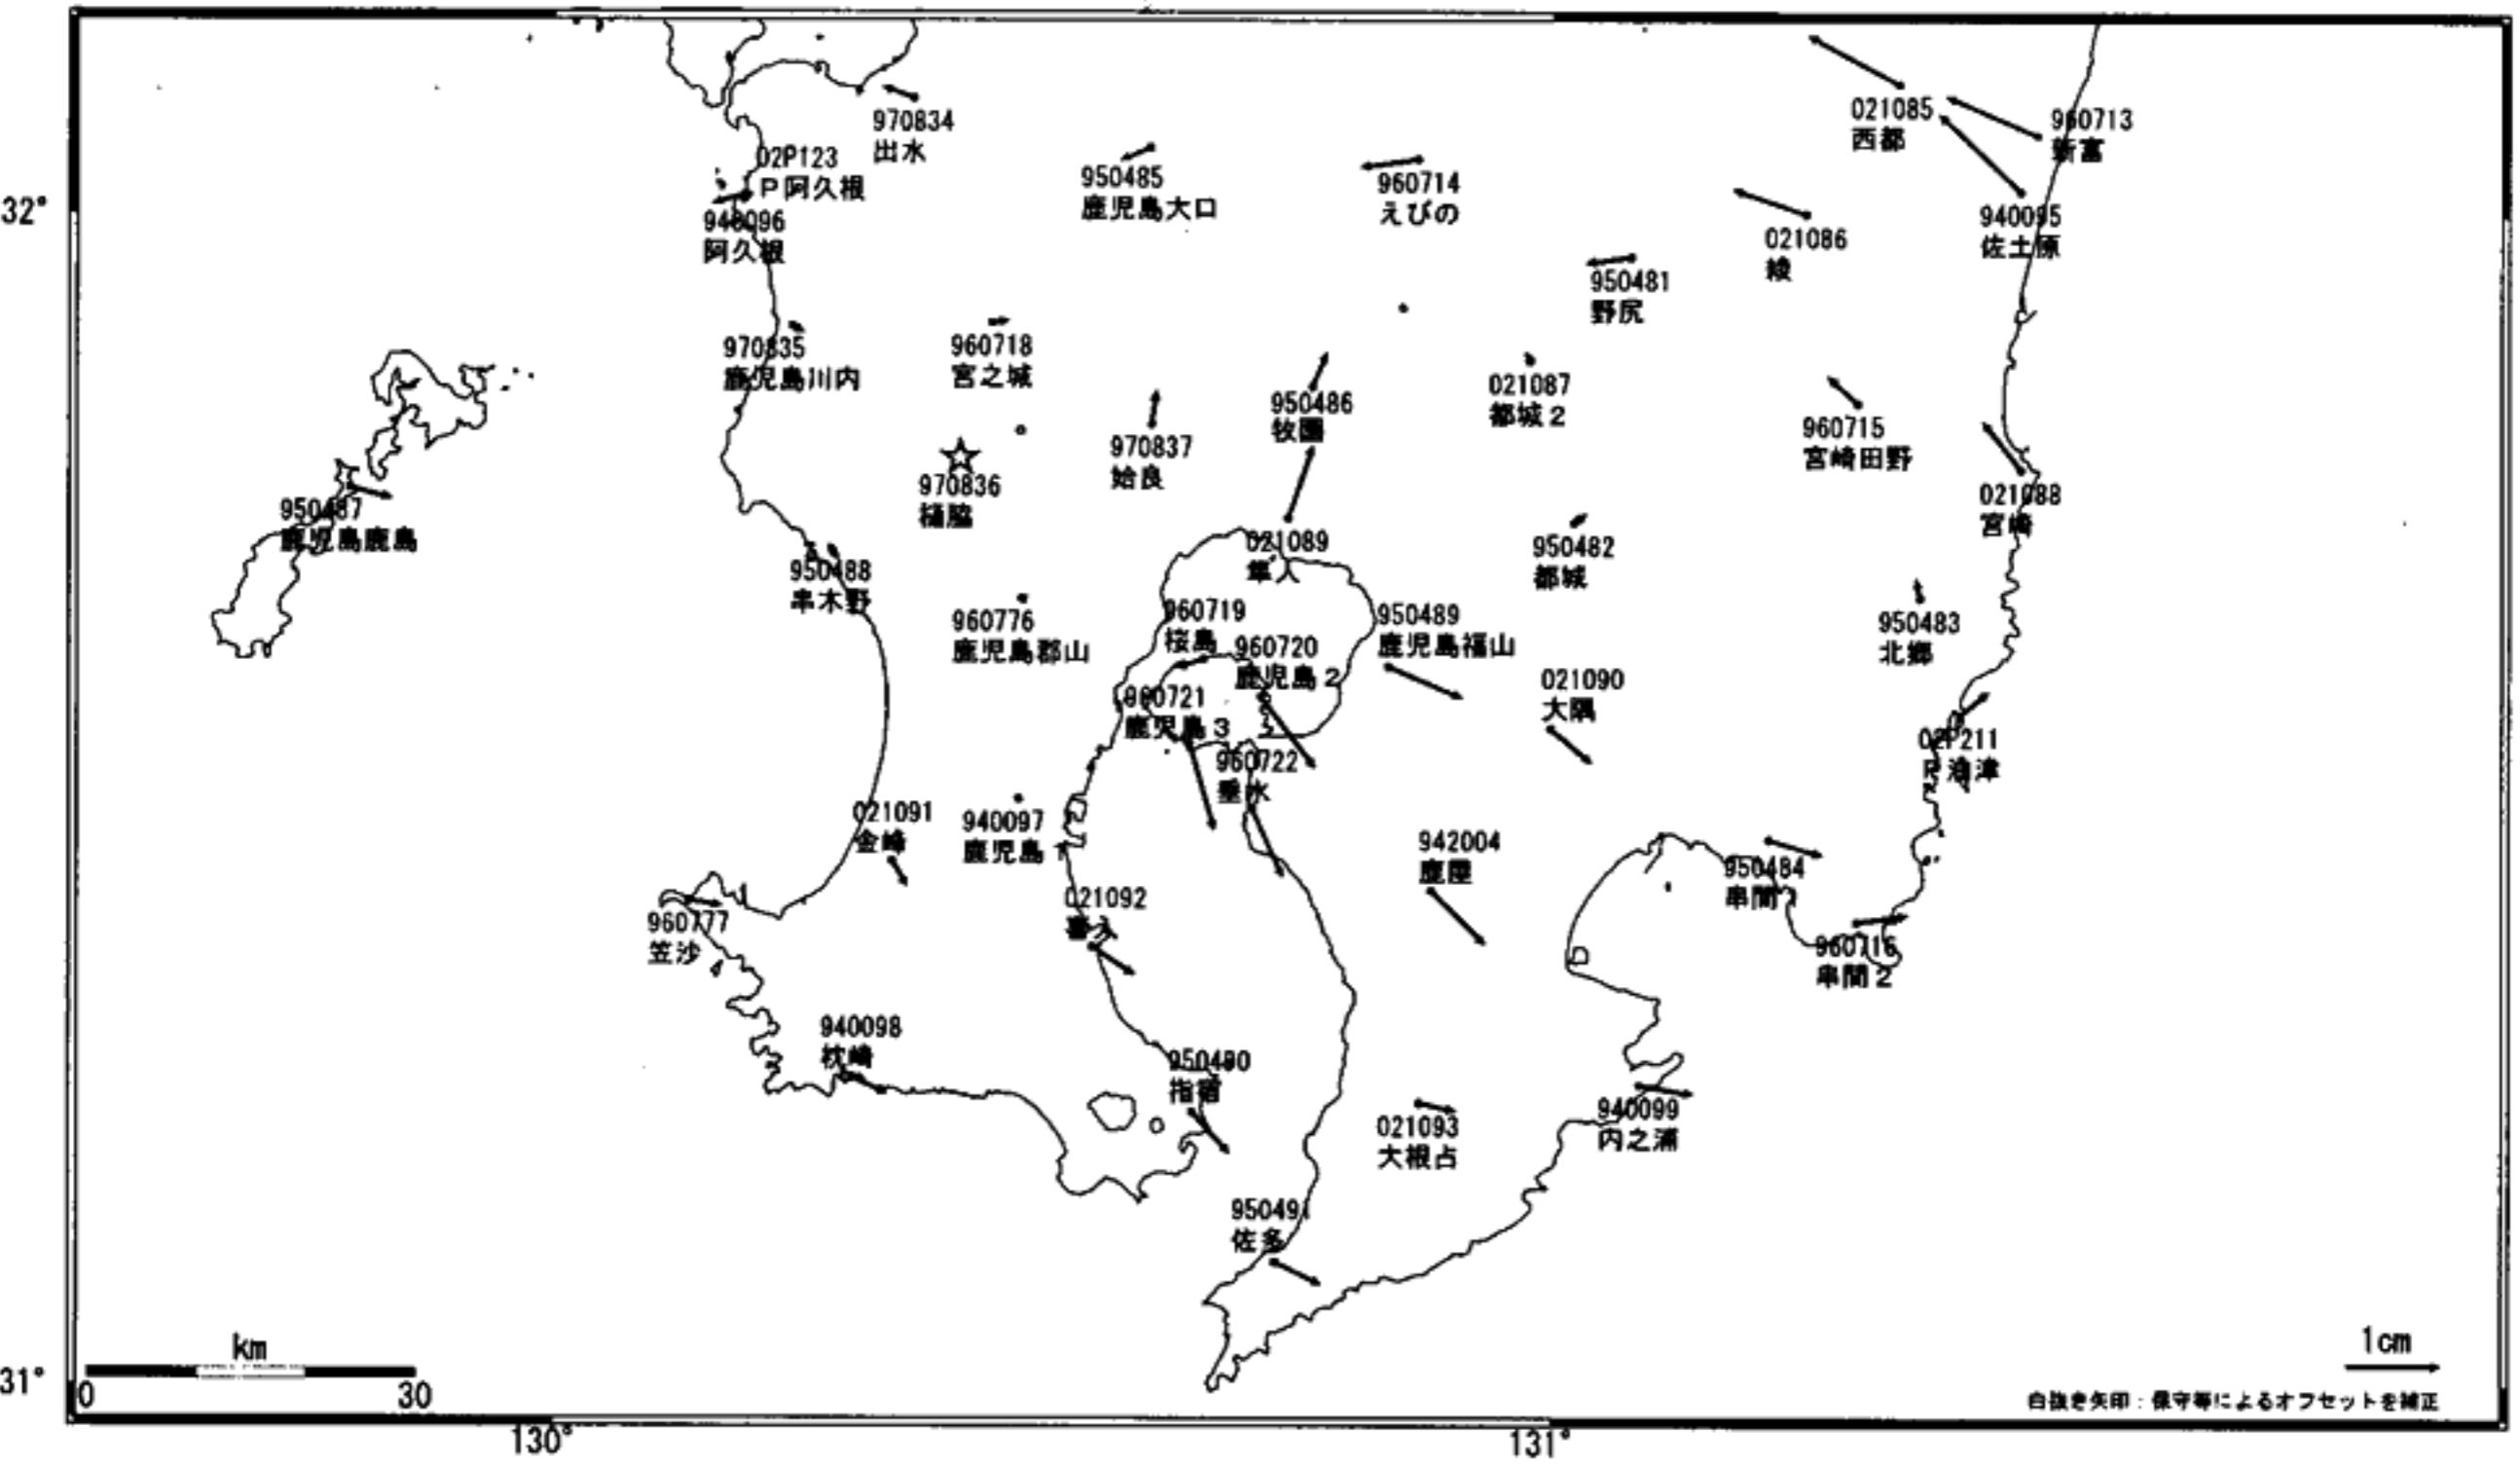 021085
西都
960713
新富
970834
出水
02P123
P阿久根
950485
鹿児島大口
960714
えびの
32°
940096
阿久根
940095
佐土原
021086
綾
950481
野尻
970835
鹿児島川内
960718
宮之城
021087
都城2
950486
牧園
960715
宮崎田野
970837
姶良
970836
樋脇
021088
宮崎
950487
鹿児島鹿島
021089
隼人
950482
都城
950488
串木野
960776
鹿児島郡山
960719
桜島
960720
鹿児島2
950489
鹿児島福山
950483
北郷
021090
大隅
960721
鹿児島3
02P211
P油津
960722
垂水
021091
金峰
940097
鹿児島1
942004
鹿屋
950484
串間1
021092
喜入
960777
笠沙
960716
串間2
940098
枕崎
950490
指宿
021093
大根占
940099
内之浦
950491
佐多
km
0
30
1cm
白抜き矢印:保守等によるオフセットを補正
31°
130°
131°